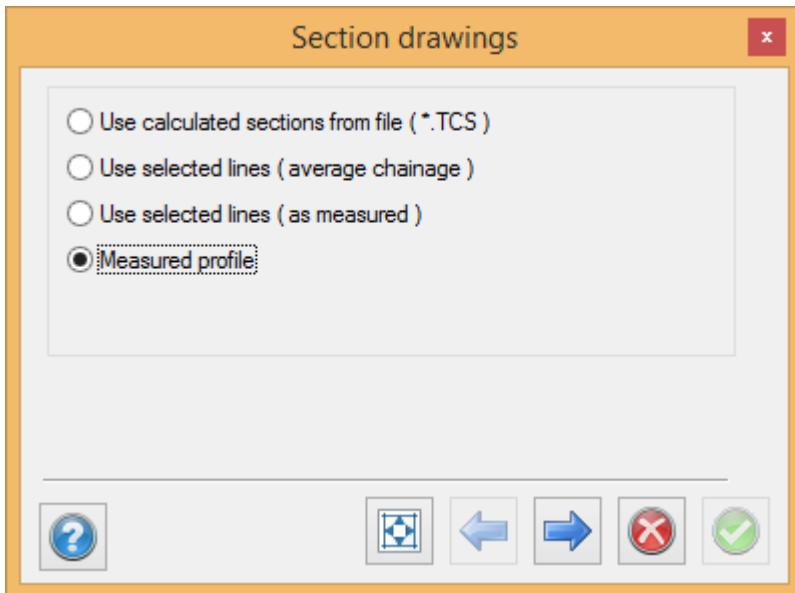 Section drawings
x
Use calculated sections from file ( *.TCS )
Use selected lines ( average chainage )
Use selected lines ( as measured )
Measured profile
?